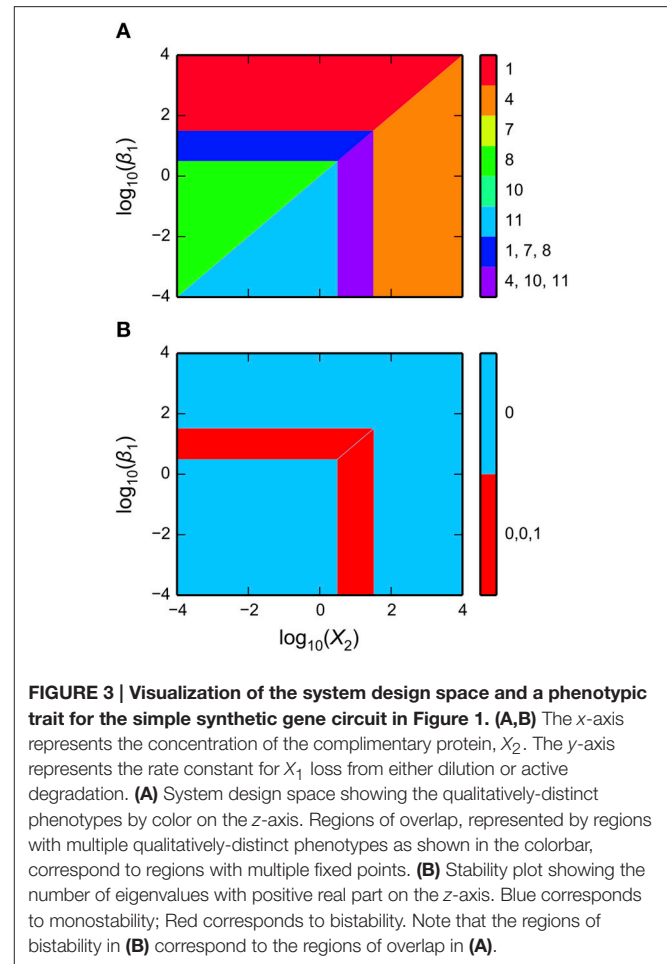 A
4
2
0
−2
−4
log10(β1)
1
4
7
8
10
11
1, 7, 8
4, 10, 11
B
4
2
0
−2
−4
log10(β1)
−4 −2 0 2 4
log10(X2)
0
0,0,1
FIGURE 3 | Visualization of the system design space and a phenotypic
trait for the simple synthetic gene circuit in Figure 1. (A,B) The x-axis
represents the concentration of the complimentary protein, X2. The y-axis
represents the rate constant for X1 loss from either dilution or active
degradation. (A) System design space showing the qualitatively-distinct
phenotypes by color on the z-axis. Regions of overlap, represented by regions
with multiple qualitatively-distinct phenotypes as shown in the colorbar,
correspond to regions with multiple fixed points. (B) Stability plot showing the
number of eigenvalues with positive real part on the z-axis. Blue corresponds
to monostability; Red corresponds to bistability. Note that the regions of
bistability in (B) correspond to the regions of overlap in (A).